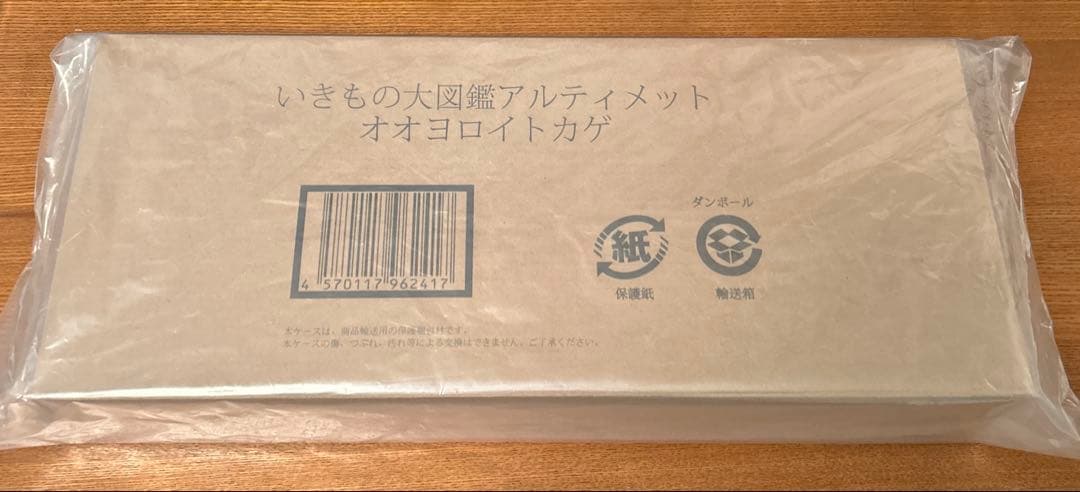 いきもの大図鑑アルティメット
オオヨロイトカゲ
4 570117 962417
ダンボール
紙
保護紙
輸送箱
本ケースは、商品輸送用の保護梱包材です。
本ケースの傷、つぶれ、汚れ等による交換はできません。ご了承ください。